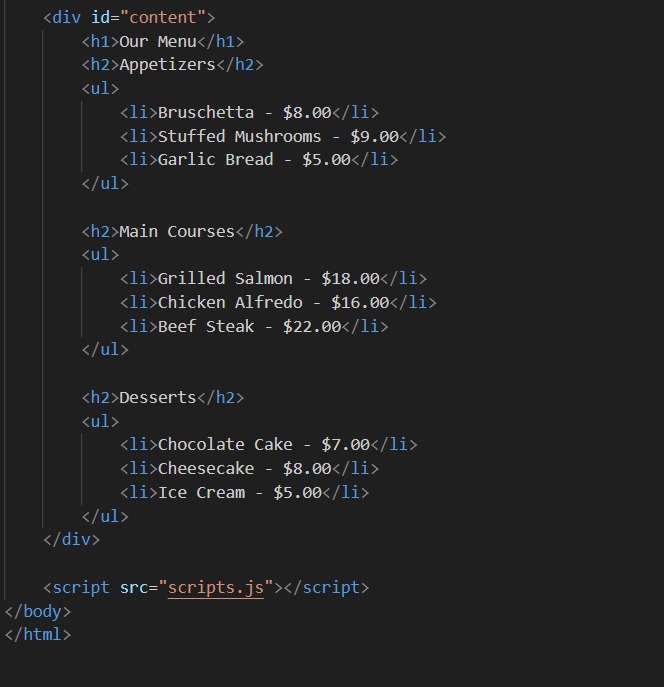 <div id="content">
<h1>Our Menu</h1>
<h2>Appetizers</h2>
<ul>
<li>Bruschetta - $8.00</li>
<li>Stuffed Mushrooms - $9.00</li>
<li>Garlic Bread - $5.00</li>
</ul>
<h2>Main Courses</h2>
<ul>
<li>Grilled Salmon - $18.00</li>
<li>Chicken Alfredo - $16.00</li>
<li>Beef Steak - $22.00</li>
</ul>
<h2>Desserts</h2>
<ul>
<li>Chocolate Cake - $7.00</li>
<li>Cheesecake - $8.00</li>
<li>Ice Cream - $5.00</li>
</ul>
</div>
<script src="scripts.js"></script>
</body>
</html>